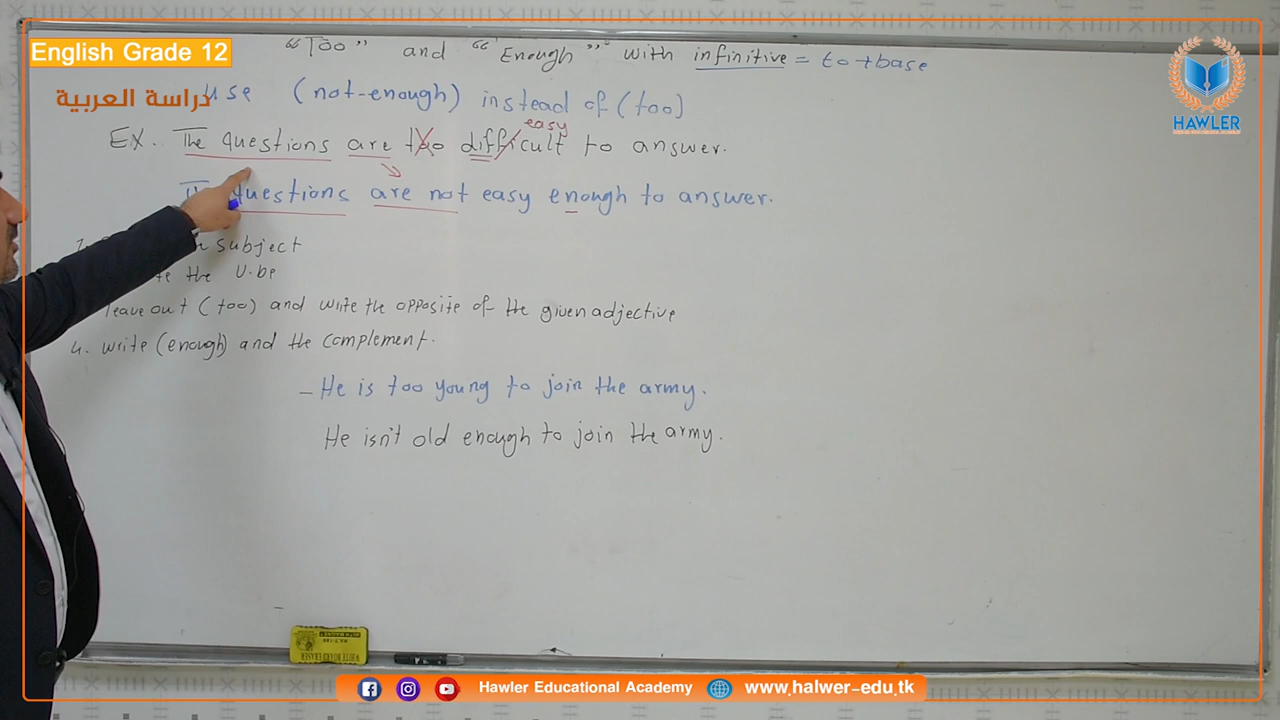 English Grade 12
"Too" and "Enough" with infinitive = to + base
دراسة العربية
use (not-enough) instead of (too)
easy
EX. The questions are too difficult to answer.
questions are not easy enough to answer.
subject
the V.be
leave out (too) and write the opposite of the given adjective
4. write (enough) and the complement.
- He is too young to join the army.
He isn't old enough to join the army.
HAWLER
WHITE BOARD ERASER
Hawler Educational Academy
www.halwer-edu.tk